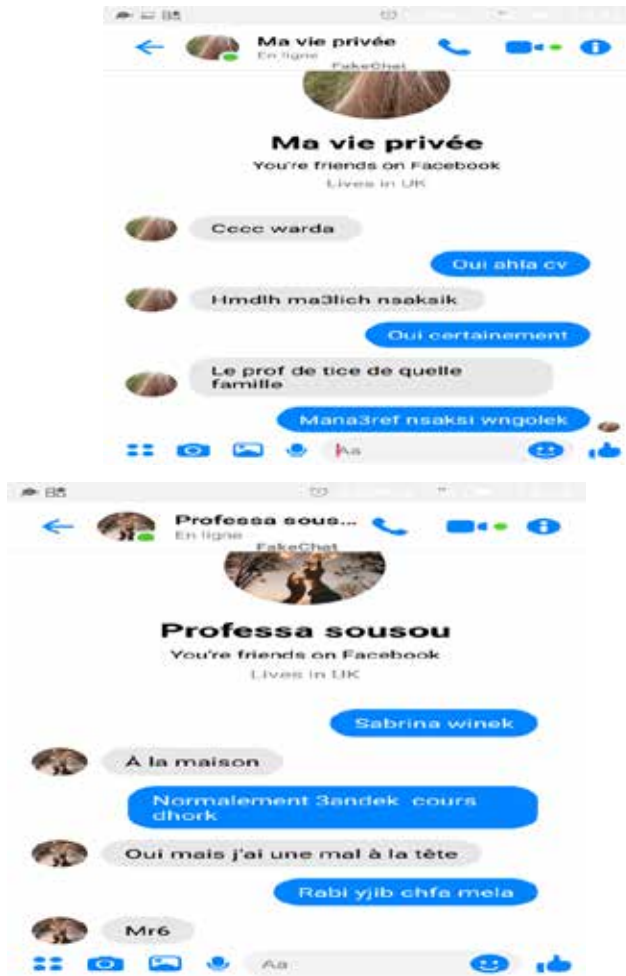 Ma vie privée
En ligne
FakeChat
Ma vie privée
You're friends on Facebook
Lives in UK
Cccc warda
Oui ahla cv
Hmdlh ma3lich nsaksik
Oui certainement
Le prof de tice de quelle
famille
Mana3ref nsaksi wngolek
Aa
Professa sous...
En ligne
FakeChat
Professa sousou
You're friends on Facebook
Lives in UK
Sabrina winek
À la maison
Normalement 3andek cours
dhork
Oui mais j'ai une mal à la tête
Rabi yjib chfa mela
Mr6
Aa